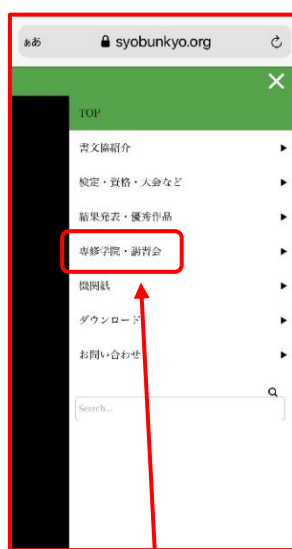 ぁあ syobunkyo.org
TOP
書文協紹介
検定・資格・大会など
結果発表・優秀作品
専修学院・講習会
機関紙
ダウンロード
お問い合わせ
Search...